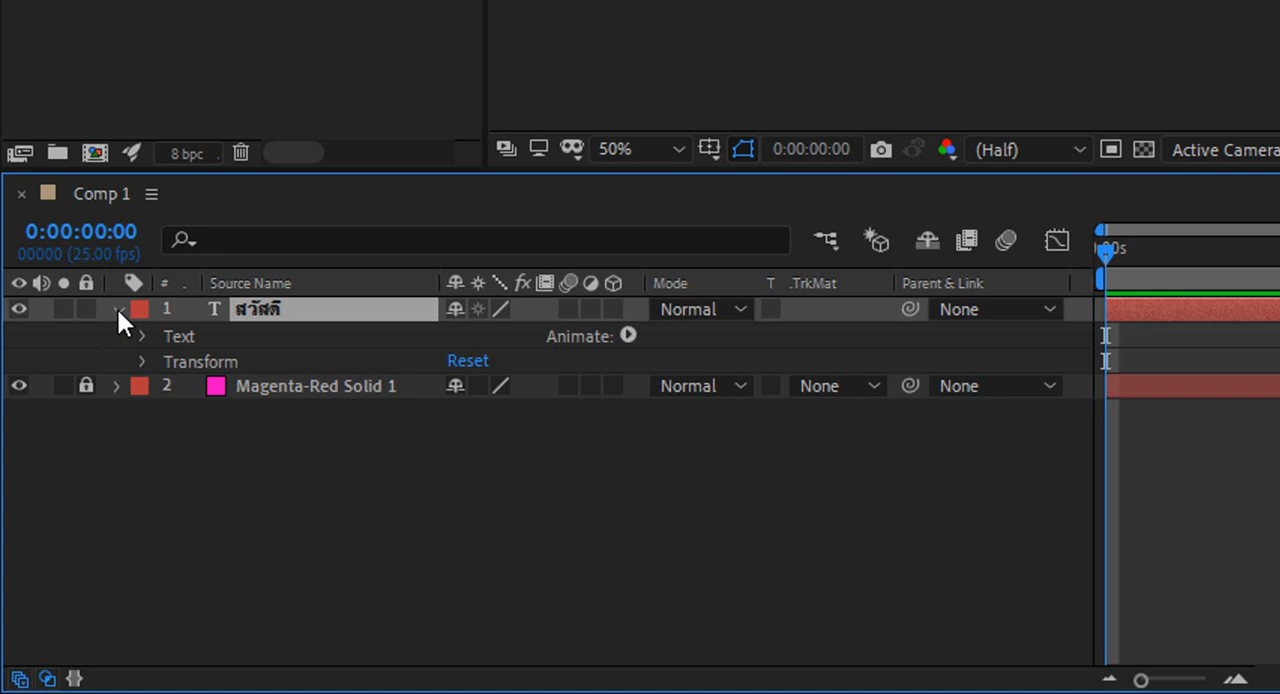 8 bpc
50%
0:00:00:00
(Half)
Active Camera
Comp 1
0:00:00:00
00000 (25.00 fps)
# . Source Name fx Mode T .TrkMat Parent & Link
1 T สวัสดี Normal None
Text Animate:
Transform Reset
2 Magenta-Red Solid 1 Normal None None